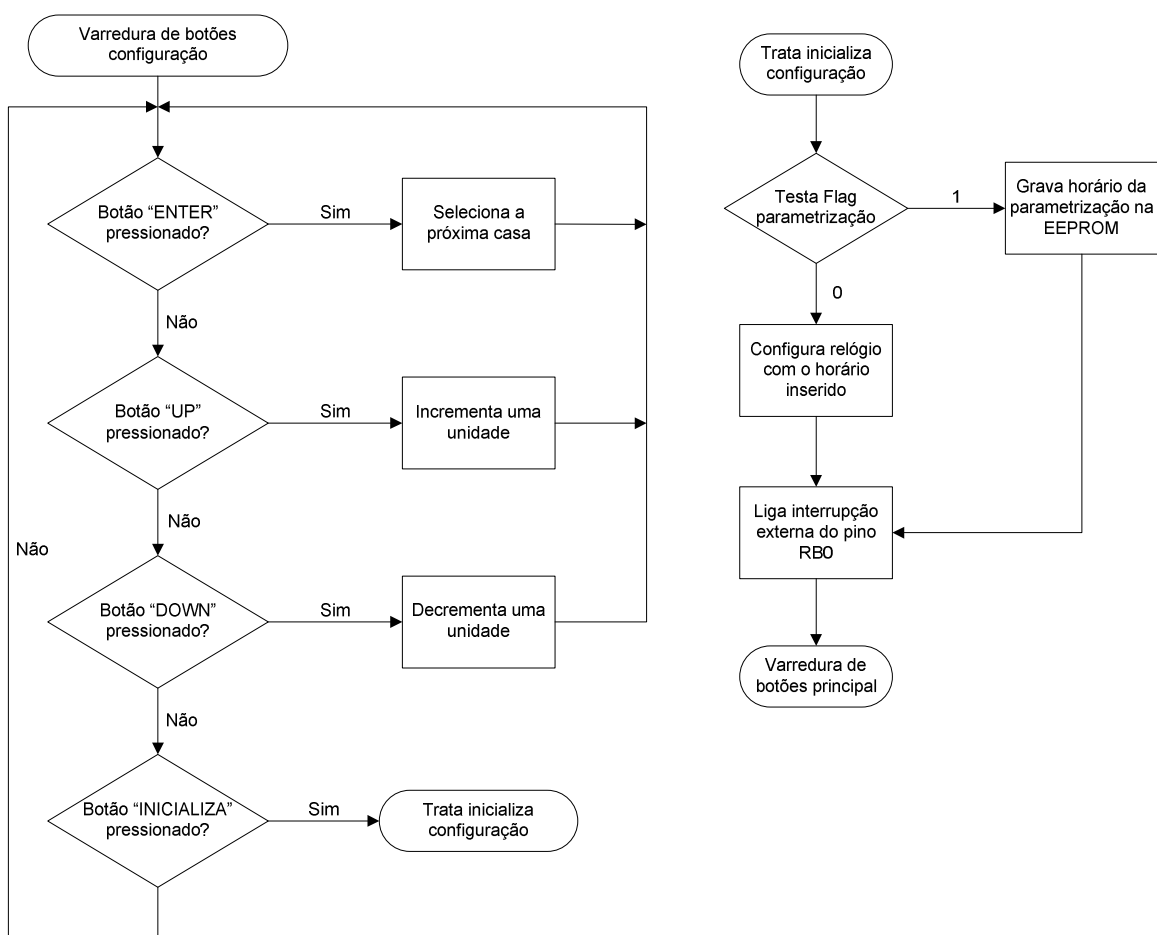 Varredura de botões
configuração
Botão “ENTER”
pressionado?
Sim
Seleciona a
próxima casa
Não
Botão “UP”
pressionado?
Sim
Incrementa uma
unidade
Não
Não
Botão “DOWN”
pressionado?
Sim
Decrementa uma
unidade
Não
Botão “INICIALIZA”
pressionado?
Sim
Trata inicializa
configuração
Trata inicializa
configuração
Testa Flag
parametrização
1
Grava horário da
parametrização na
EEPROM
0
Configura relógio
com o horário
inserido
Liga interrupção
externa do pino
RB0
Varredura de
botões principal